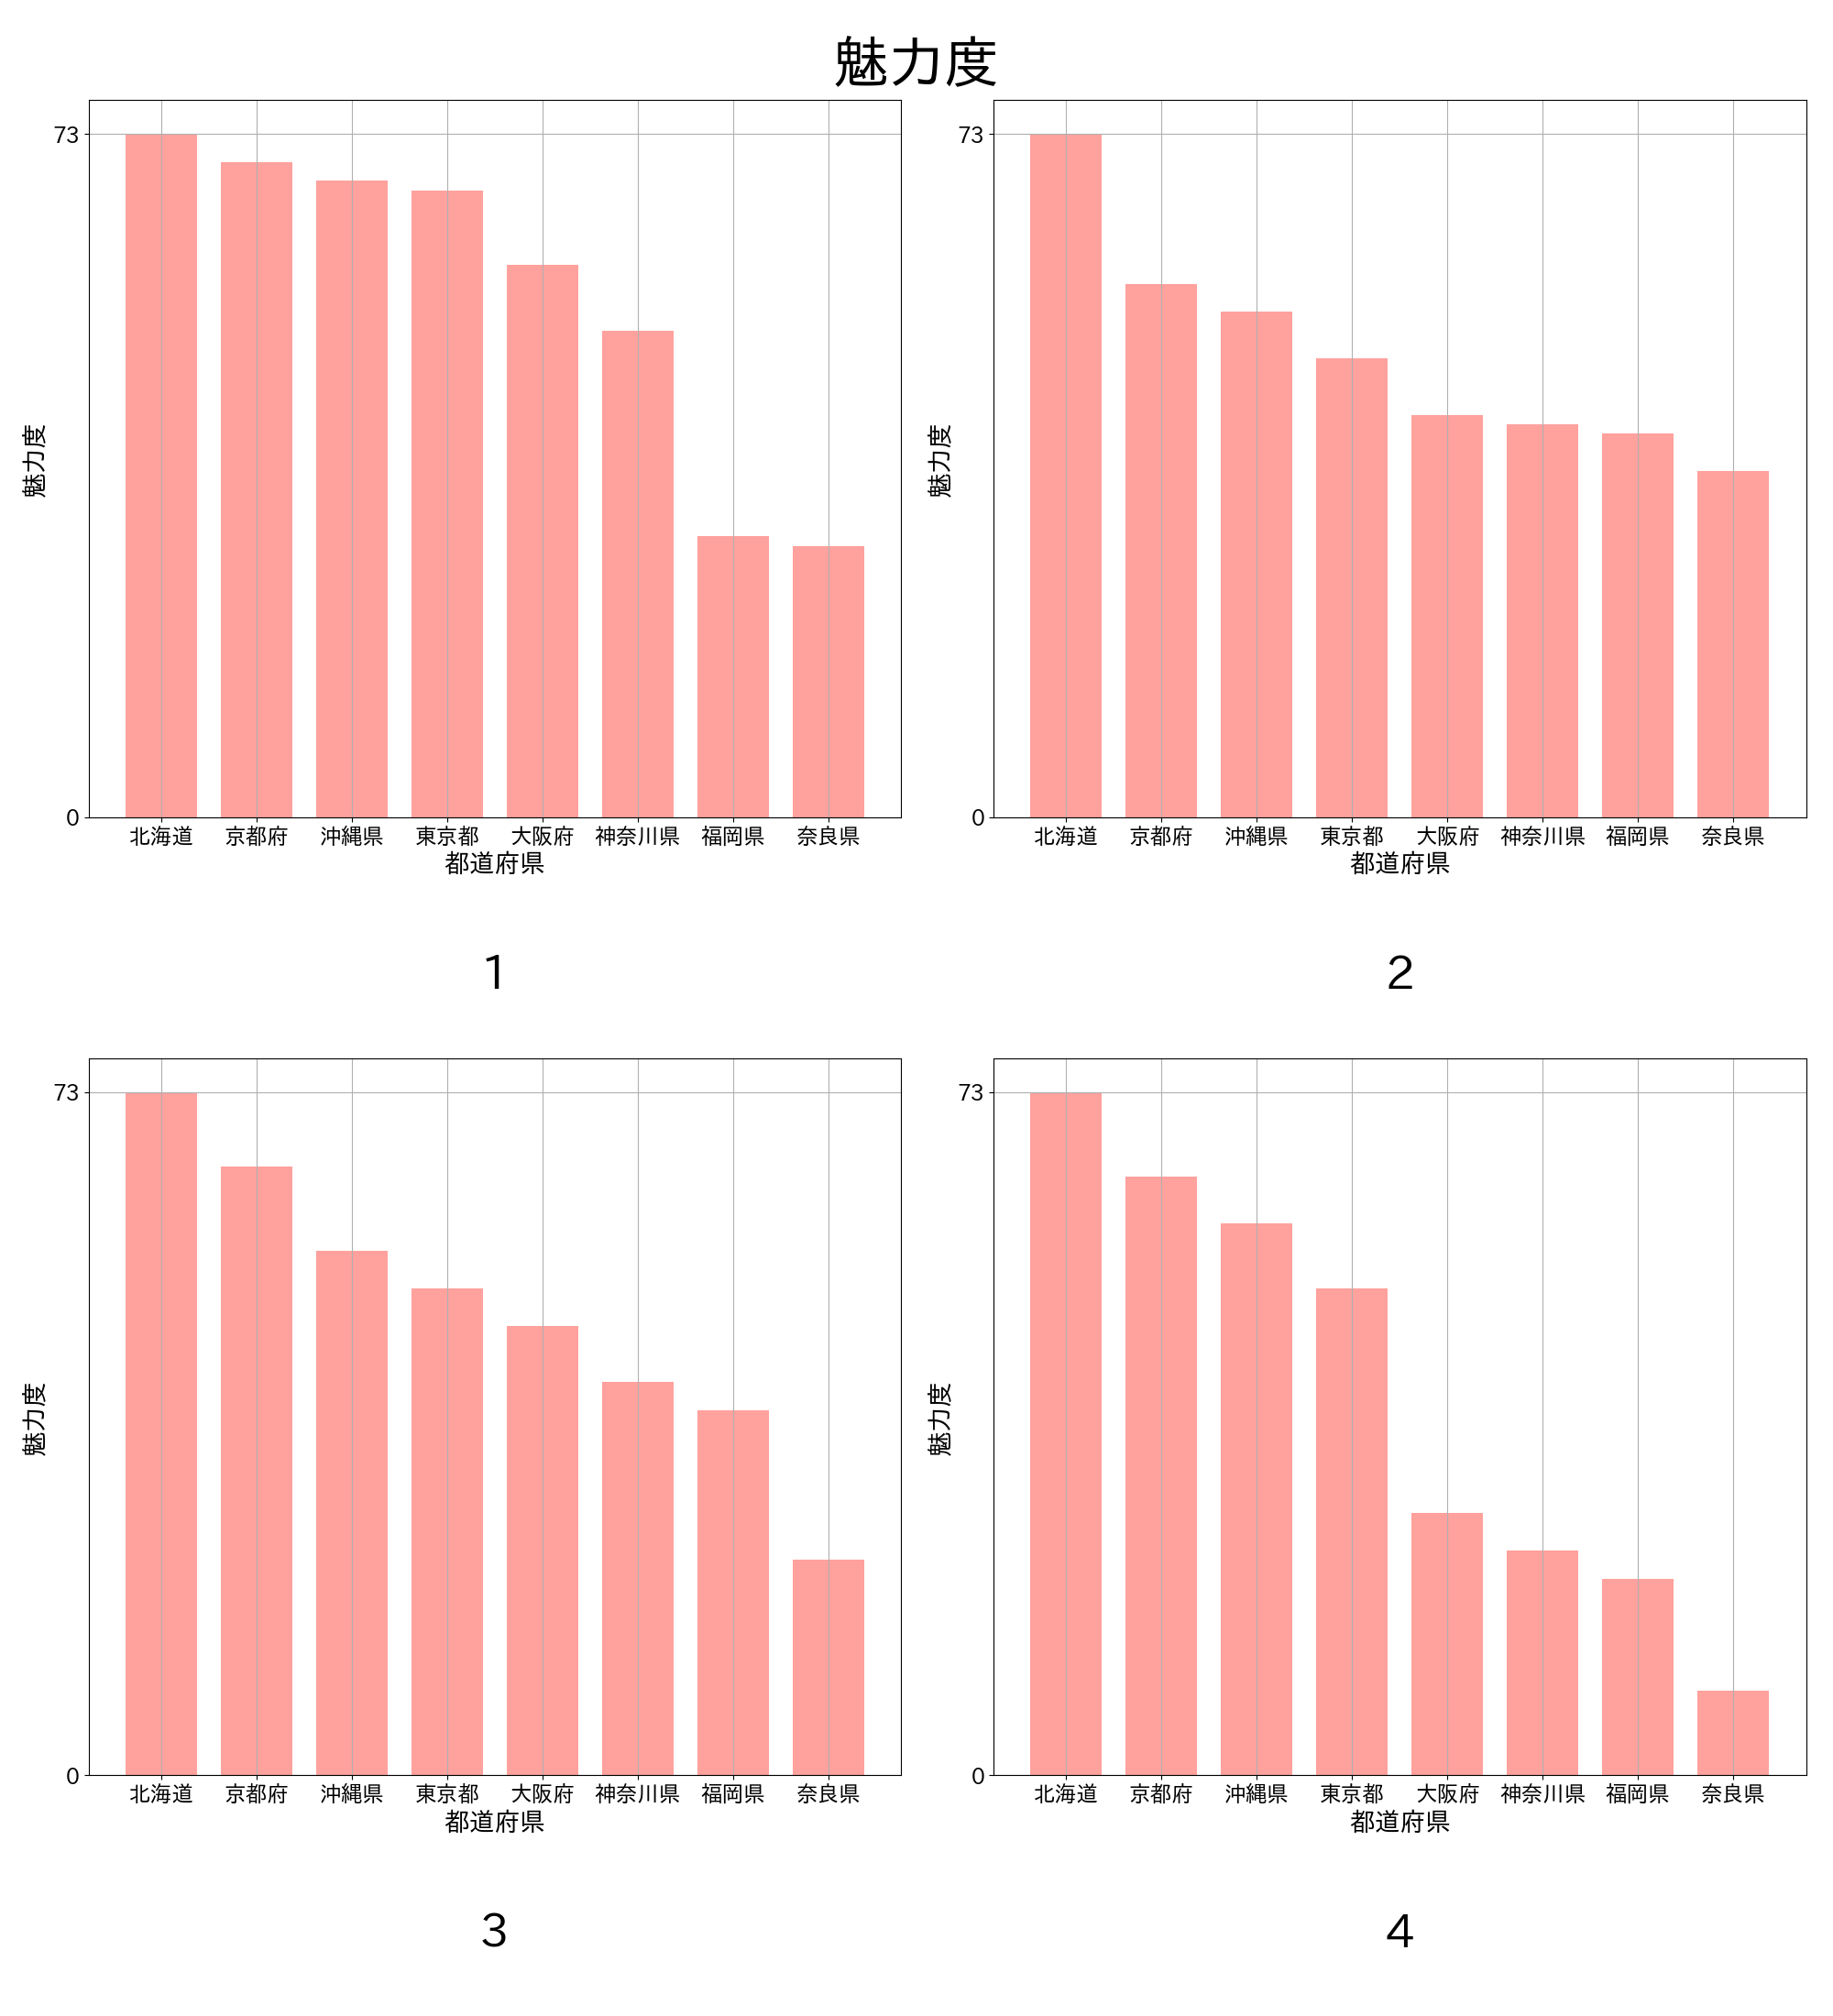 魅力度
73
0
魅力度
北海道 京都府 沖縄県 東京都 大阪府 神奈川県 福岡県 奈良県
都道府県
1
73
0
魅力度
北海道 京都府 沖縄県 東京都 大阪府 神奈川県 福岡県 奈良県
都道府県
2
73
0
魅力度
北海道 京都府 沖縄県 東京都 大阪府 神奈川県 福岡県 奈良県
都道府県
3
73
0
魅力度
北海道 京都府 沖縄県 東京都 大阪府 神奈川県 福岡県 奈良県
都道府県
4